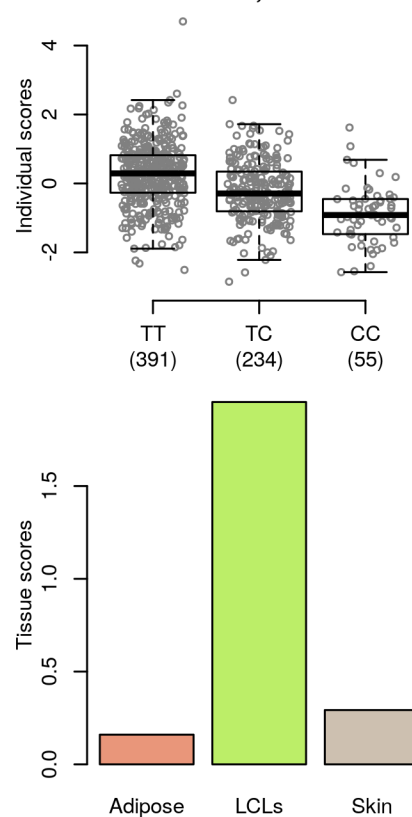 4
2
0
-2
Individual scores
TT TC CC
(391) (234) (55)
1.5
1.0
0.5
0.0
Tissue scores
Adipose LCLs Skin